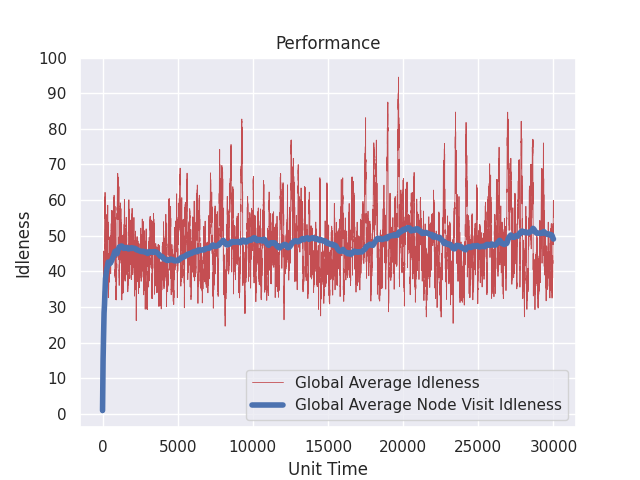 Performance
100
90
80
70
60
50
40
30
20
10
0
Idleness
Global Average Idleness
Global Average Node Visit Idleness
0 5000 10000 15000 20000 25000 30000
Unit Time